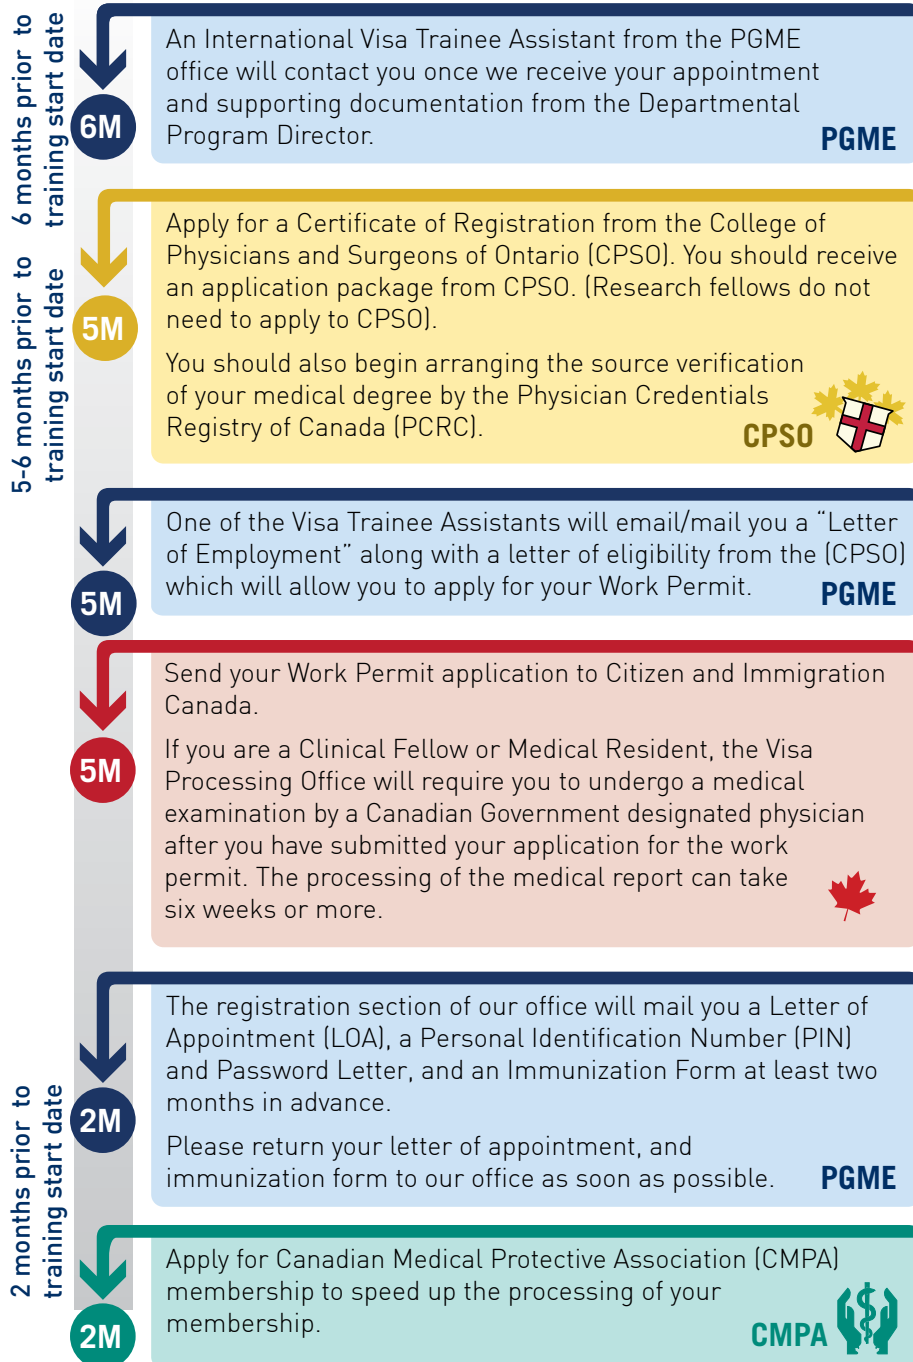 6 months prior to
training start date
6M
An International Visa Trainee Assistant from the PGME
office will contact you once we receive your appointment
and supporting documentation from the Departmental
Program Director.
PGME
5-6 months prior to
training start date
5M
Apply for a Certificate of Registration from the College of
Physicians and Surgeons of Ontario (CPSO). You should receive
an application package from CPSO. (Research fellows do not
need to apply to CPSO).
You should also begin arranging the source verification
of your medical degree by the Physician Credentials
Registry of Canada (PCRC).
CPSO
5M
One of the Visa Trainee Assistants will email/mail you a “Letter
of Employment” along with a letter of eligibility from the (CPSO)
which will allow you to apply for your Work Permit.
PGME
5M
Send your Work Permit application to Citizen and Immigration
Canada.
If you are a Clinical Fellow or Medical Resident, the Visa
Processing Office will require you to undergo a medical
examination by a Canadian Government designated physician
after you have submitted your application for the work
permit. The processing of the medical report can take
six weeks or more.
2 months prior to
training start date
2M
The registration section of our office will mail you a Letter of
Appointment (LOA), a Personal Identification Number (PIN)
and Password Letter, and an Immunization Form at least two
months in advance.
Please return your letter of appointment, and
immunization form to our office as soon as possible.
PGME
2M
Apply for Canadian Medical Protective Association (CMPA)
membership to speed up the processing of your
membership.
CMPA